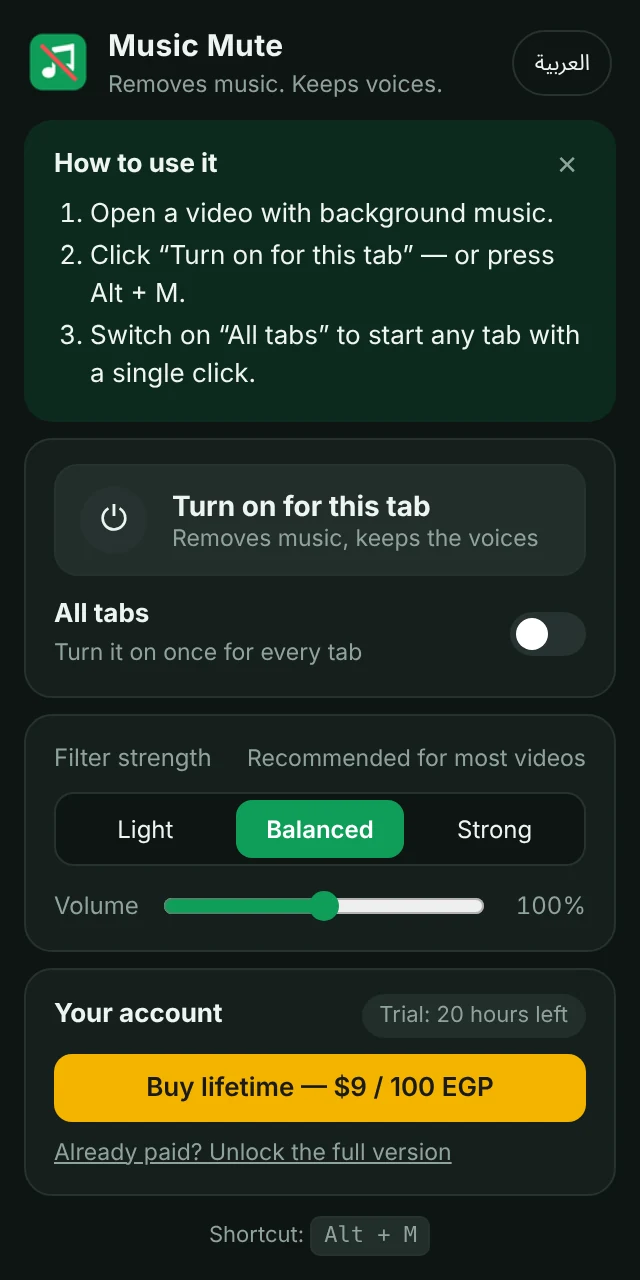 Music Mute
Removes music. Keeps voices.
العربية
How to use it
×
1. Open a video with background music.
2. Click “Turn on for this tab” — or press
Alt + M.
3. Switch on “All tabs” to start any tab with
a single click.
Turn on for this tab
Removes music, keeps the voices
All tabs
Turn it on once for every tab
Filter strength
Recommended for most videos
Light
Balanced
Strong
Volume
100%
Your account
Trial: 20 hours left
Buy lifetime — $9 / 100 EGP
Already paid? Unlock the full version
Shortcut: Alt + M